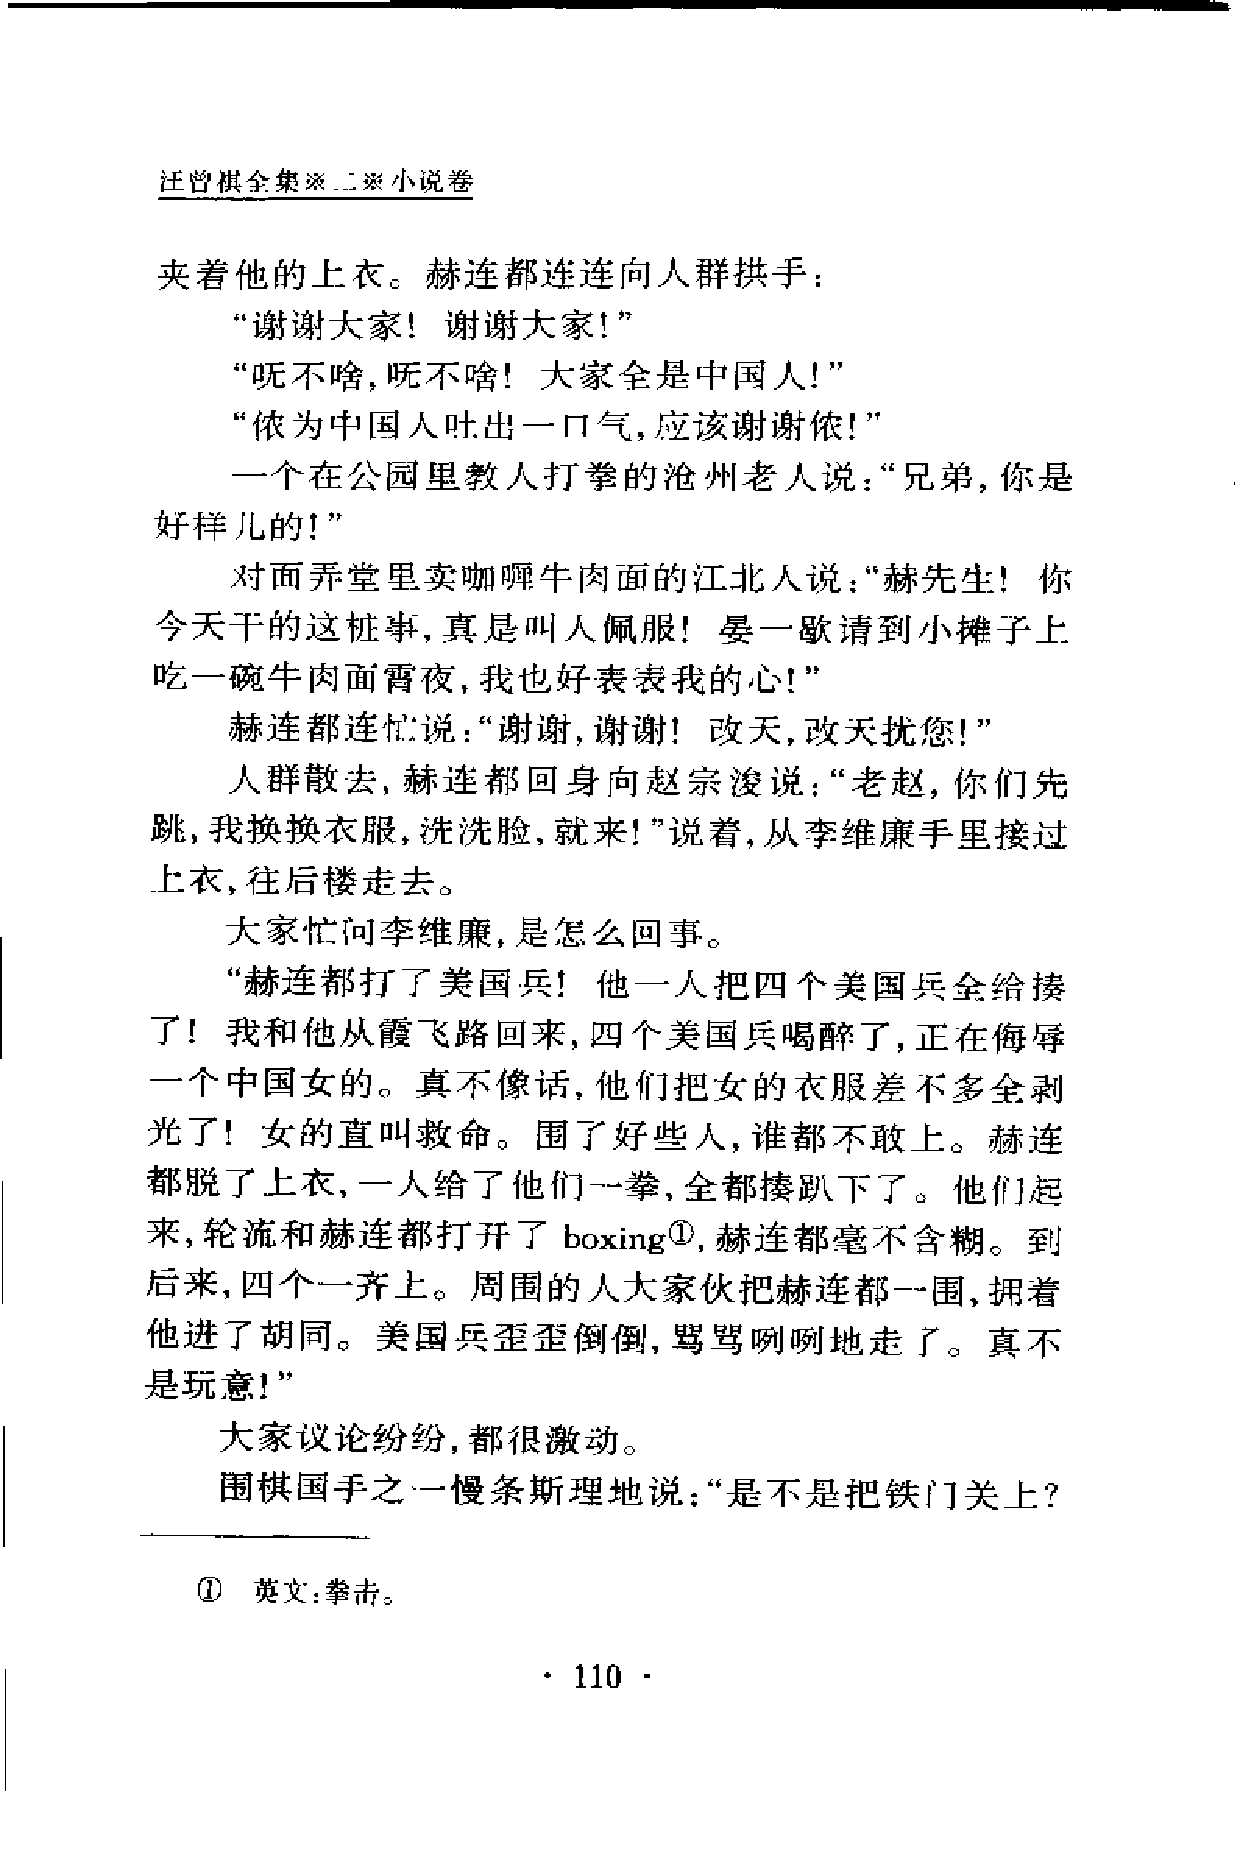 汪曾祺全集※二※小说卷
夹着他的上衣。赫连都连连向人群拱手：
“谢谢大家！谢谢大家！”
“呒不啥，呒不啥！大家全是中国人！”
“侬为中国人吐出一口气，应该谢谢侬！”
一个在公园里教人打拳的沧州老人说：“兄弟，你是
好样儿的！”
对面弄堂里卖咖喱牛肉面的江北人说：“赫先生！你
今天干的这桩事，真是叫人佩服！晏一歇请到小摊子上
吃一碗牛肉面宵夜，我也好表表我的心！”
赫连都连忙说：“谢谢，谢谢！改天，改天扰您！”
人群散去，赫连都回身向赵宗浚说：“老赵，你们先
跳，我换换衣服，洗洗脸，就来！”说着，从李维廉手里接过
上衣，往后楼走去。
大家忙问李维廉，是怎么回事。
“赫连都打了美国兵！他一人把四个美国兵全给揍
了！我和他从霞飞路回来，四个美国兵喝醉了，正在侮辱
一个中国女的。真不像话，他们把女的衣服差不多全剥
光了！女的直叫救命。围了好些人，谁都不敢上。赫连
都脱了上衣，一人给了他们一拳，全都揍趴下了。他们起
来，轮流和赫连都打开了 boxing①，赫连都毫不含糊。到
后来，四个一齐上。周围的人大家伙把赫连都一围，拥着
他进了胡同。美国兵歪歪倒倒，骂骂咧咧地走了。真不
是玩意！”
大家议论纷纷，都很激动。
围棋国手之一慢条斯理地说：“是不是把铁门关上？
① 英文：拳击。
· 110 ·